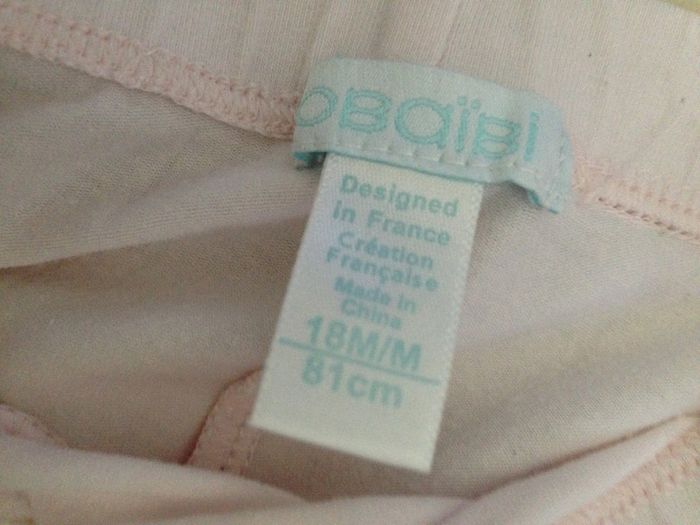 obaïbi
Designed
in France
Création
Française
Made in
China
18M/M
81cm